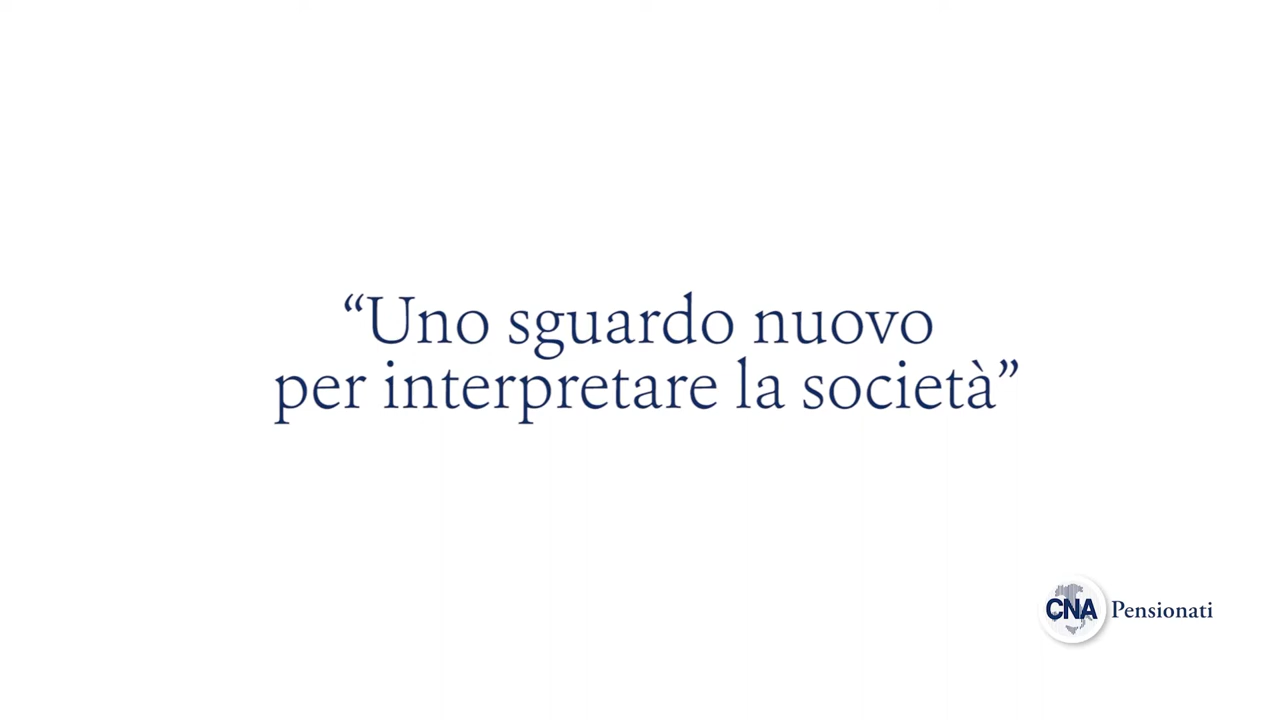 “Uno sguardo nuovo
per interpretare la società”
CNA Pensionati